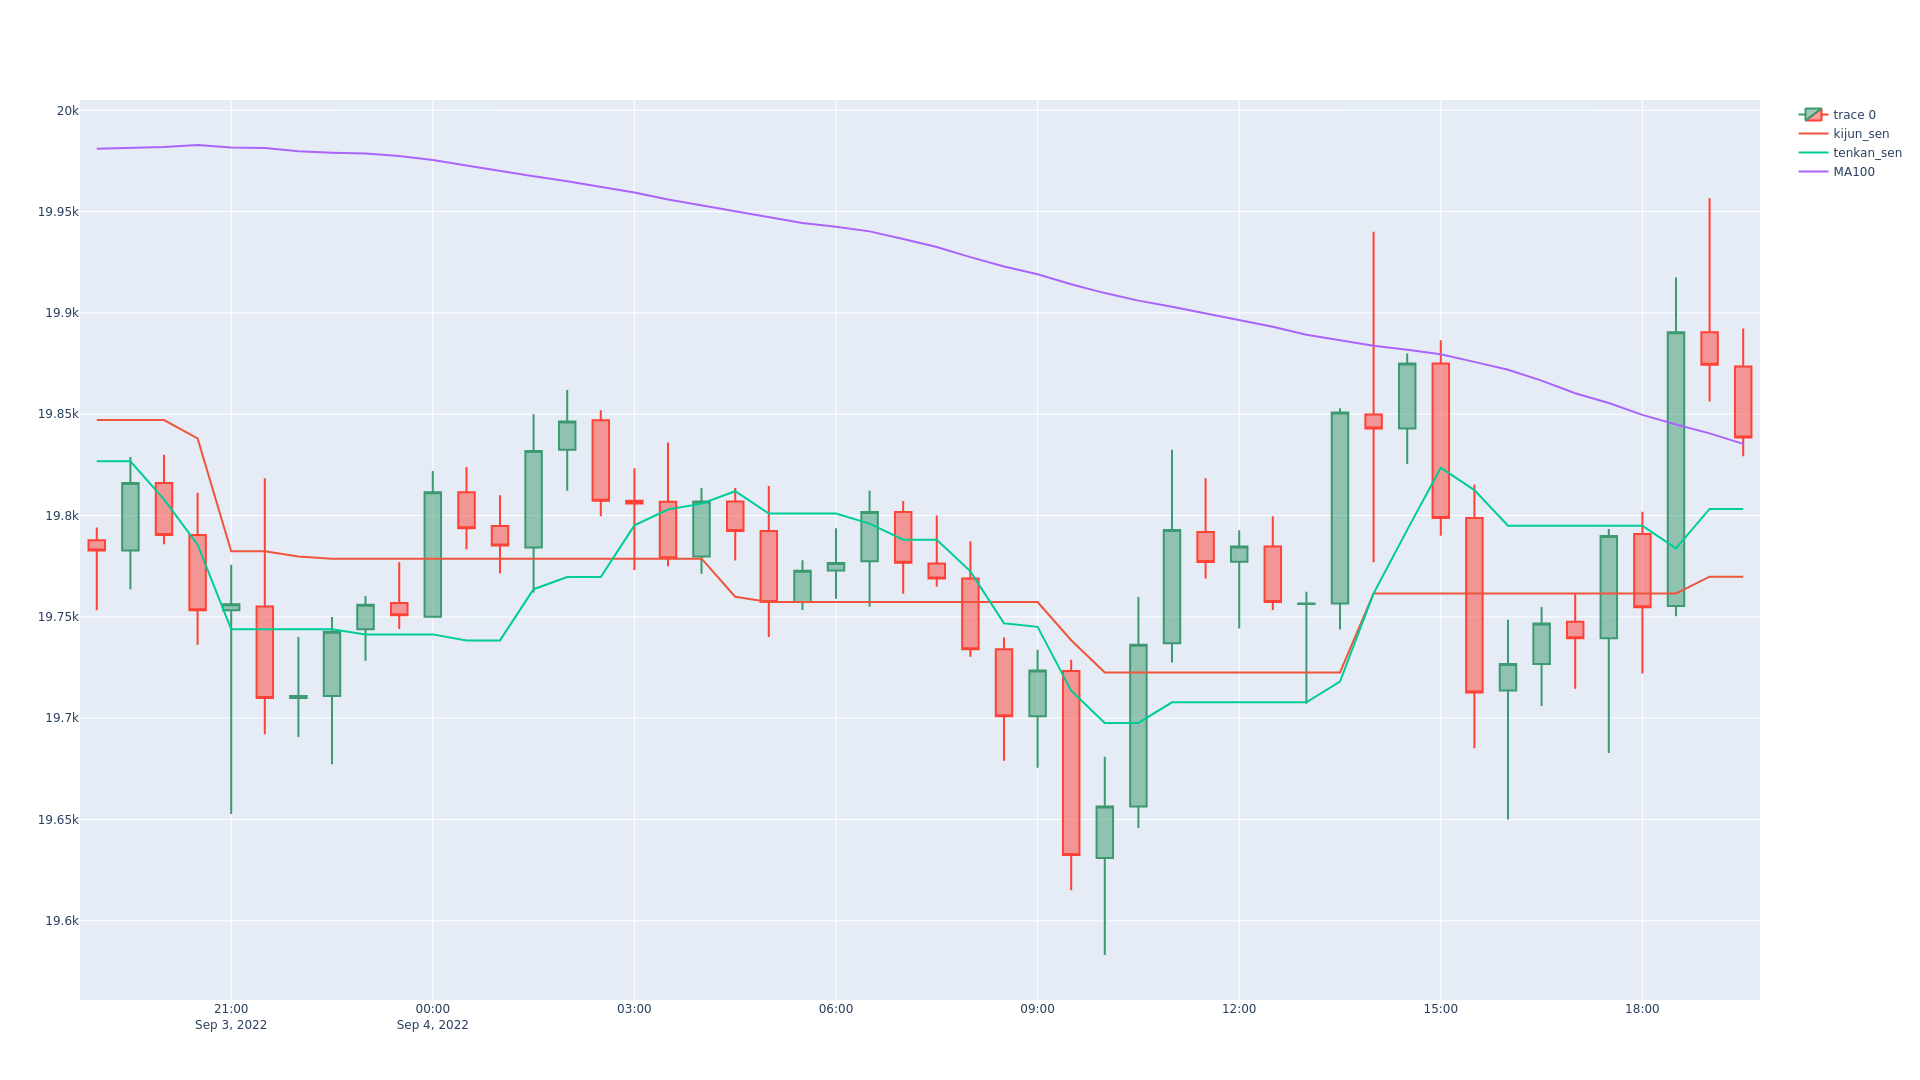 20k
19.95k
19.9k
19.85k
19.8k
19.75k
19.7k
19.65k
19.6k
21:00
Sep 3, 2022
00:00
Sep 4, 2022
03:00
06:00
09:00
12:00
15:00
18:00
trace 0
kijun_sen
tenkan_sen
MA100